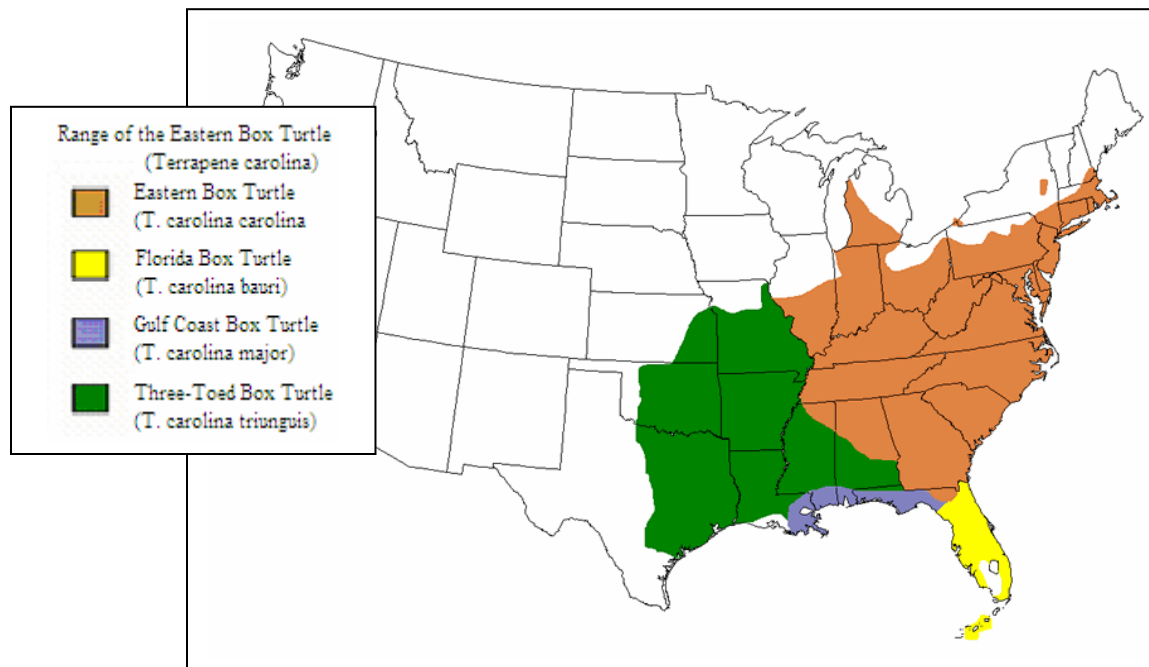 Range of the Eastern Box Turtle
(Terrapene carolina)
Eastern Box Turtle
(T. carolina carolina
Florida Box Turtle
(T. carolina bauri)
Gulf Coast Box Turtle
(T. carolina major)
Three-Toed Box Turtle
(T. carolina triunguis)